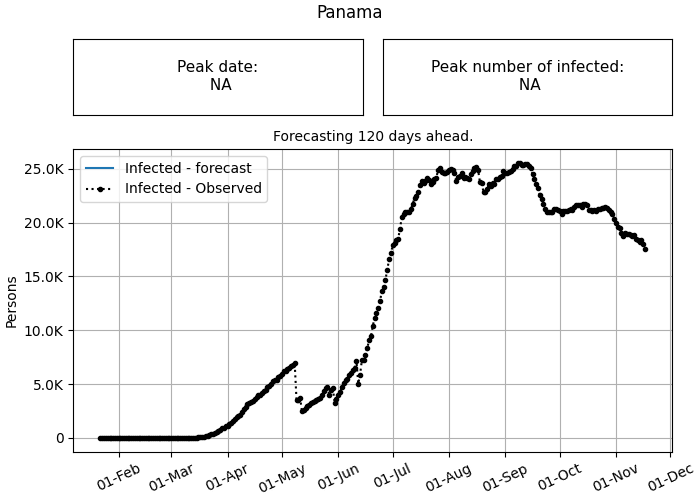 Panama
Peak date:
NA
Peak number of infected:
NA
Forecasting 120 days ahead.
Infected - forecast
Infected - Observed
Persons
25.0K
20.0K
15.0K
10.0K
5.0K
0
01-Feb
01-Mar
01-Apr
01-May
01-Jun
01-Jul
01-Aug
01-Sep
01-Oct
01-Nov
01-Dec